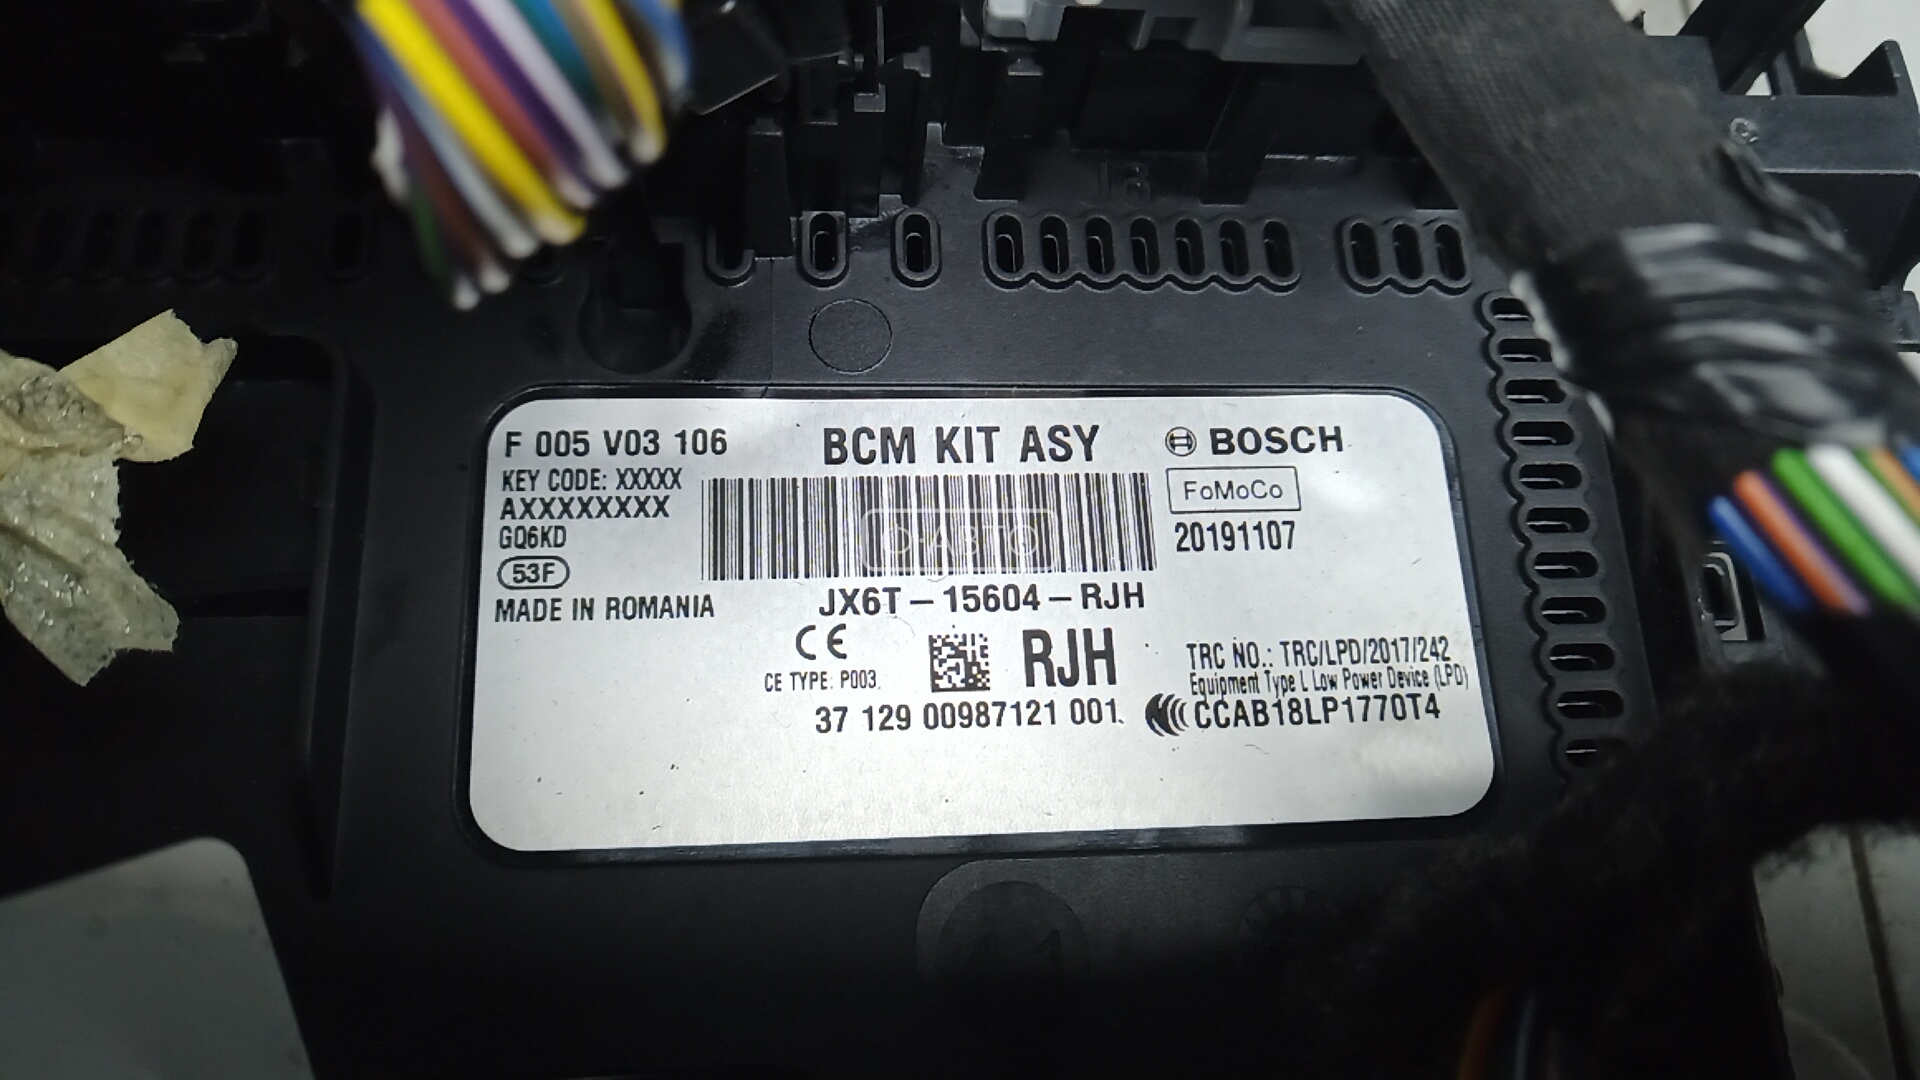 F 005 V03 106
BCM KIT ASY
BOSCH
KEY CODE: XXXXX
AXXXXXXXXX
GQ6KD
53F
MADE IN ROMANIA
FoMoCo
20191107
JX6T-15604-RJH
CE
CE TYPE: P003.
RJH
37 129 00987121 001.
TRC NO.: TRC/LPD/2017/242
Equipment Type L Low Power Device (LPD)
CCAB18LP1770T4